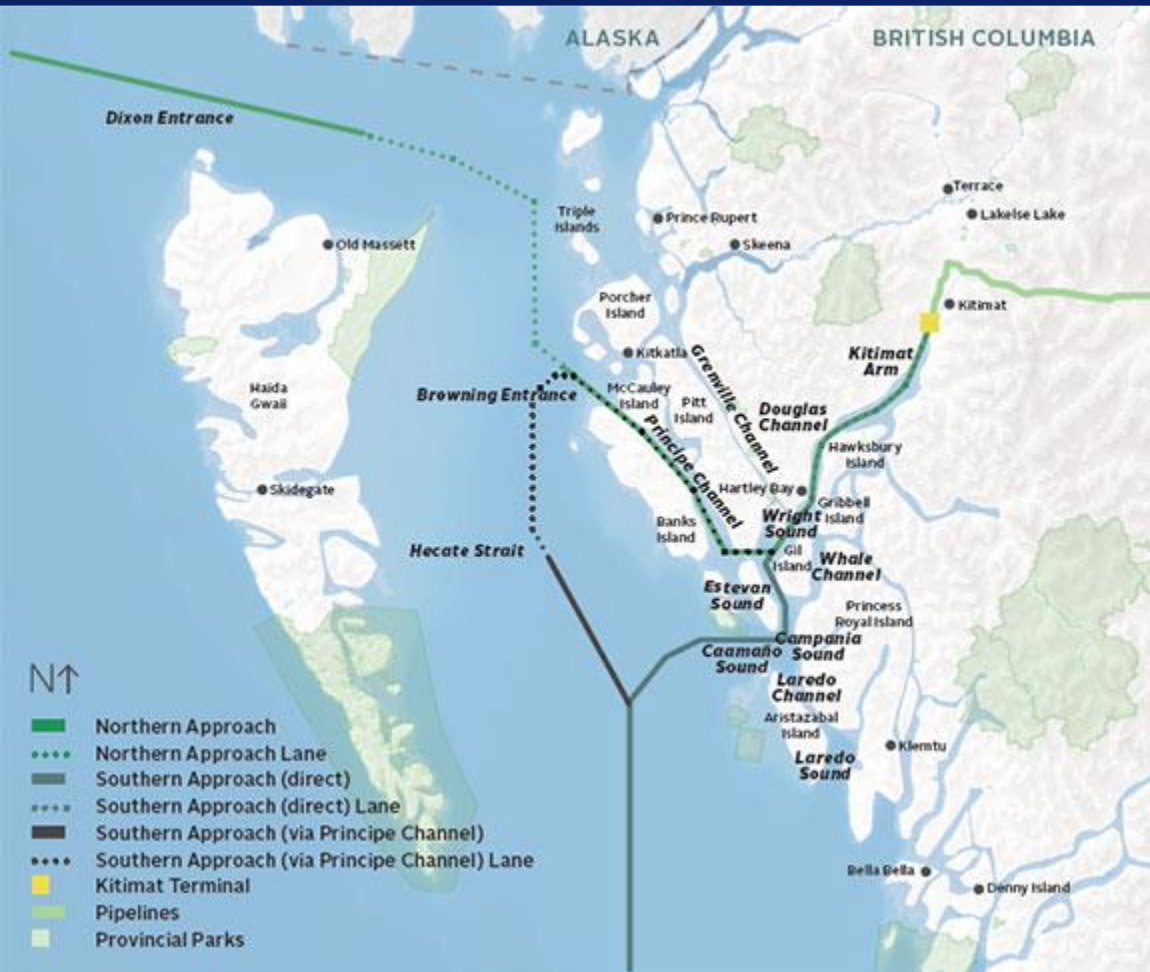 ALASKA
BRITISH COLUMBIA
Dixon Entrance
Terrace
Lakelse Lake
Triple
Islands
Prince Rupert
Skeena
Old Massett
Porcher
Island
Kitimat
Kitkatla
Grenville Channel
Kitimat
Arm
Haida
Gwaii
Browning Entrance
McCauley
Island
Pitt
Island
Douglas
Channel
Principe Channel
Hawksbury
Island
Skidegate
Hartley Bay
Gribbell
Island
Banks
Island
Wright
Sound
Hecate Strait
Gil
Island
Whale
Channel
Estevan
Sound
Princess
Royal Island
Caamaño
Sound
Campania
Sound
Laredo
Channel
Aristazabal
Island
Klemtu
Laredo
Sound
Bella Bella
Denny Island
N↑
Northern Approach
Northern Approach Lane
Southern Approach (direct)
Southern Approach (direct) Lane
Southern Approach (via Principe Channel)
Southern Approach (via Principe Channel) Lane
Kitimat Terminal
Pipelines
Provincial Parks